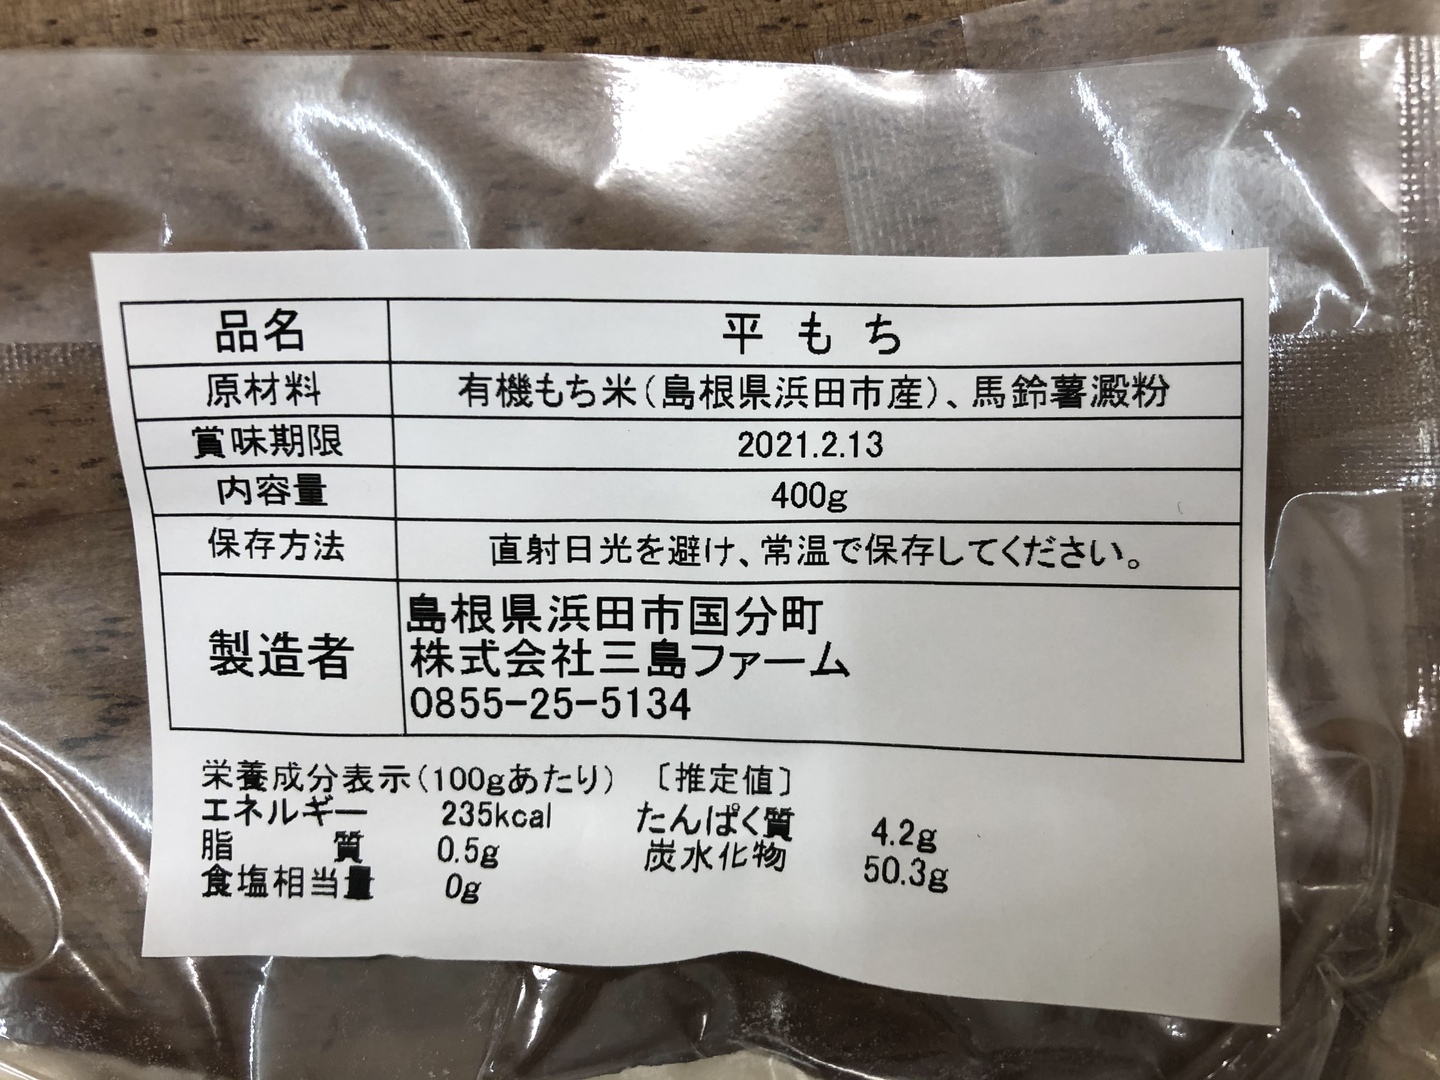 品名 平もち
原材料 有機もち米(島根県浜田市産)、馬鈴薯澱粉
賞味期限 2021.2.13
内容量 400g
保存方法 直射日光を避け、常温で保存してください。
製造者 島根県浜田市国分町
株式会社三島ファーム
0855-25-5134
栄養成分表示(100gあたり) 〔推定値〕
エネルギー 235kcal たんぱく質 4.2g
脂質 0.5g 炭水化物 50.3g
食塩相当量 0g